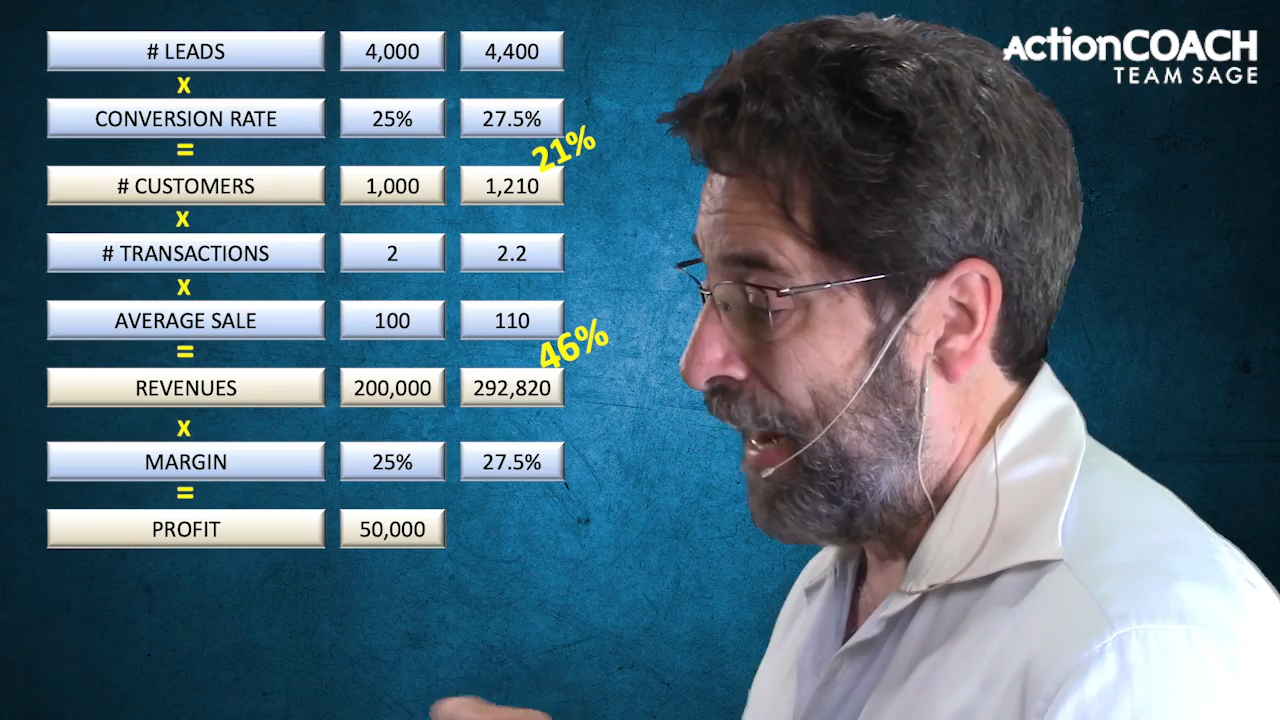 # LEADS 4,000 4,400
x
CONVERSION RATE 25% 27.5%
=
21%
# CUSTOMERS 1,000 1,210
x
# TRANSACTIONS 2 2.2
x
AVERAGE SALE 100 110
=
46%
REVENUES 200,000 292,820
x
MARGIN 25% 27.5%
=
PROFIT 50,000
ActionCOACH
TEAM SAGE